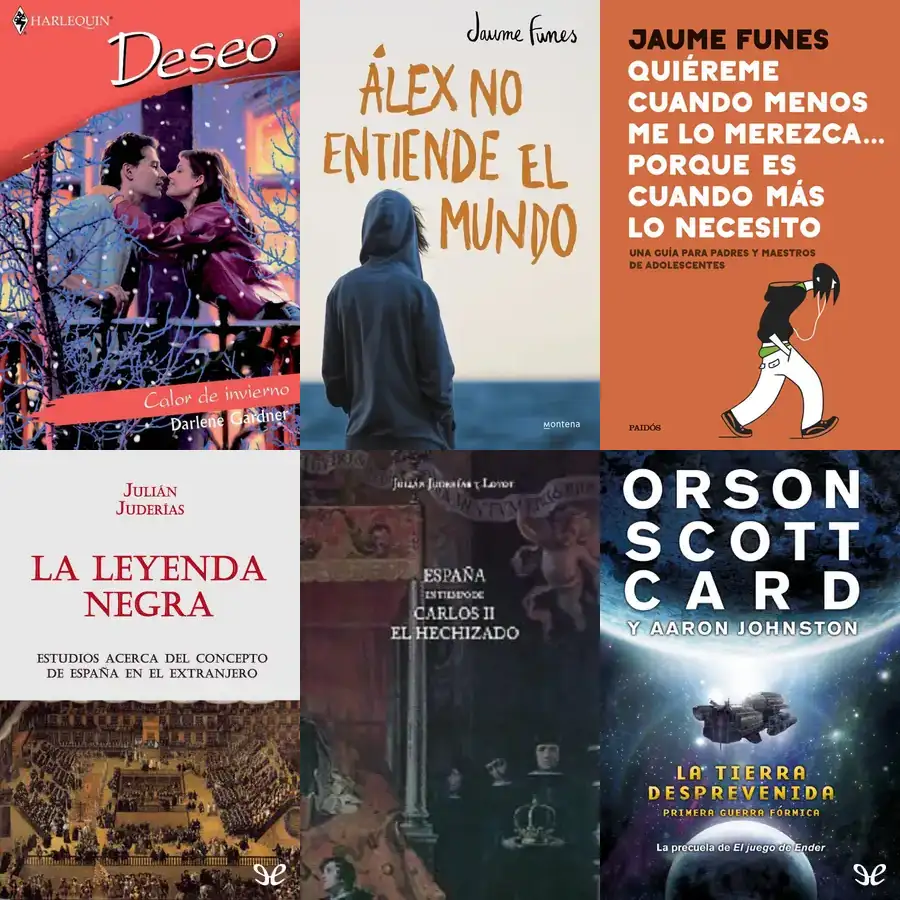 HARLEQUIN
Deseo
Calor de invierno
Darlene Gardner
Jaume Funes
ÁLEX NO
ENTIENDE EL
MUNDO
Montena
JAUME FUNES
QUIÉREME
CUANDO MENOS
ME LO MEREZCA...
PORQUE ES
CUANDO MÁS
LO NECESITO
UNA GUÍA PARA PADRES Y MAESTROS
DE ADOLESCENTES
PAIDÓS
JULIÁN
JUDERÍAS
LA LEYENDA
NEGRA
ESTUDIOS ACERCA DEL CONCEPTO
DE ESPAÑA EN EL EXTRANJERO
JULIÁN JUDERÍAS Y LOYOT
ESPAÑA
EN TIEMPO DE
CARLOS II
EL HECHIZADO
ORSON
SCOTT
CARD
Y AARON JOHNSTON
LA TIERRA
DESPREVENIDA
PRIMERA GUERRA FÓRMICA
La precuela de El juego de Ender